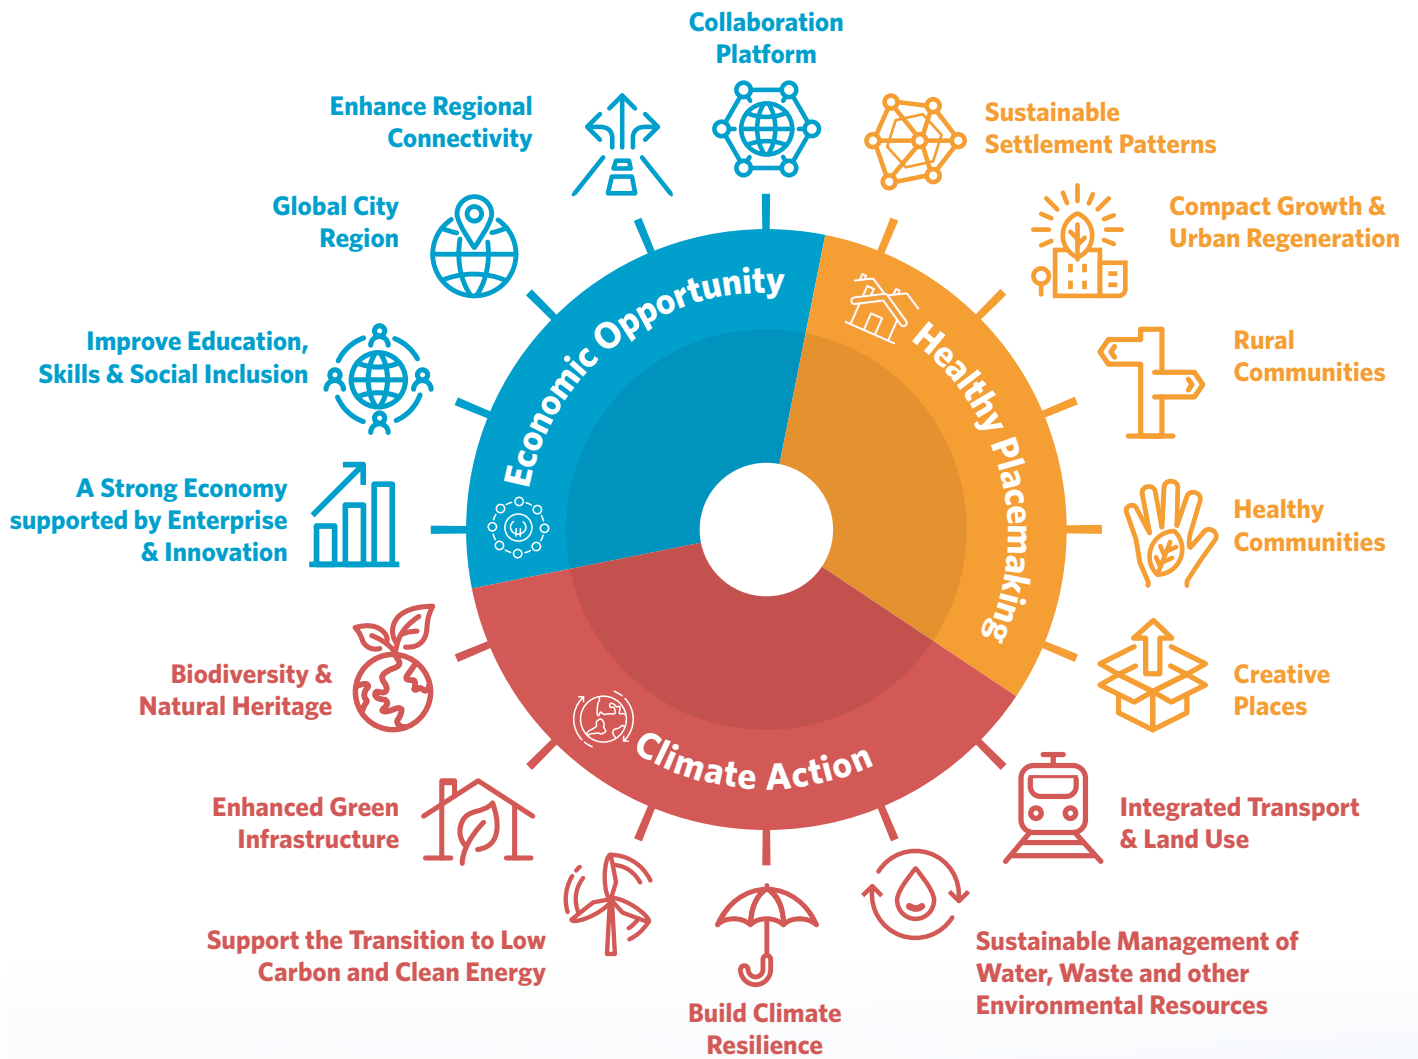 Collaboration
Platform
Enhance Regional
Connectivity
Sustainable
Settlement Patterns
Global City
Region
Compact Growth &
Urban Regeneration
Improve Education,
Skills & Social Inclusion
Rural
Communities
A Strong Economy
supported by Enterprise
& Innovation
Healthy
Communities
Biodiversity &
Natural Heritage
Creative
Places
Enhanced Green
Infrastructure
Integrated Transport
& Land Use
Support the Transition to Low
Carbon and Clean Energy
Sustainable Management of
Water, Waste and other
Environmental Resources
Build Climate
Resilience
Economic Opportunity
Healthy Placemaking
Climate Action